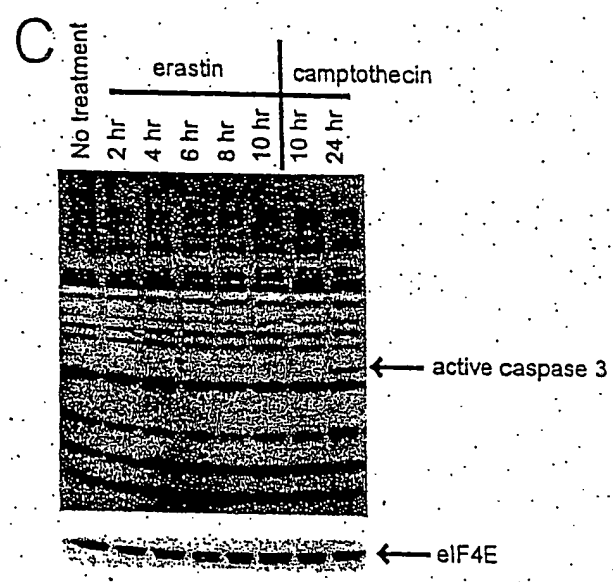 C
No treatment
erastin
camptothecin
2 hr
4 hr
6 hr
8 hr
10 hr
10 hr
24 hr
active caspase 3
eIF4E